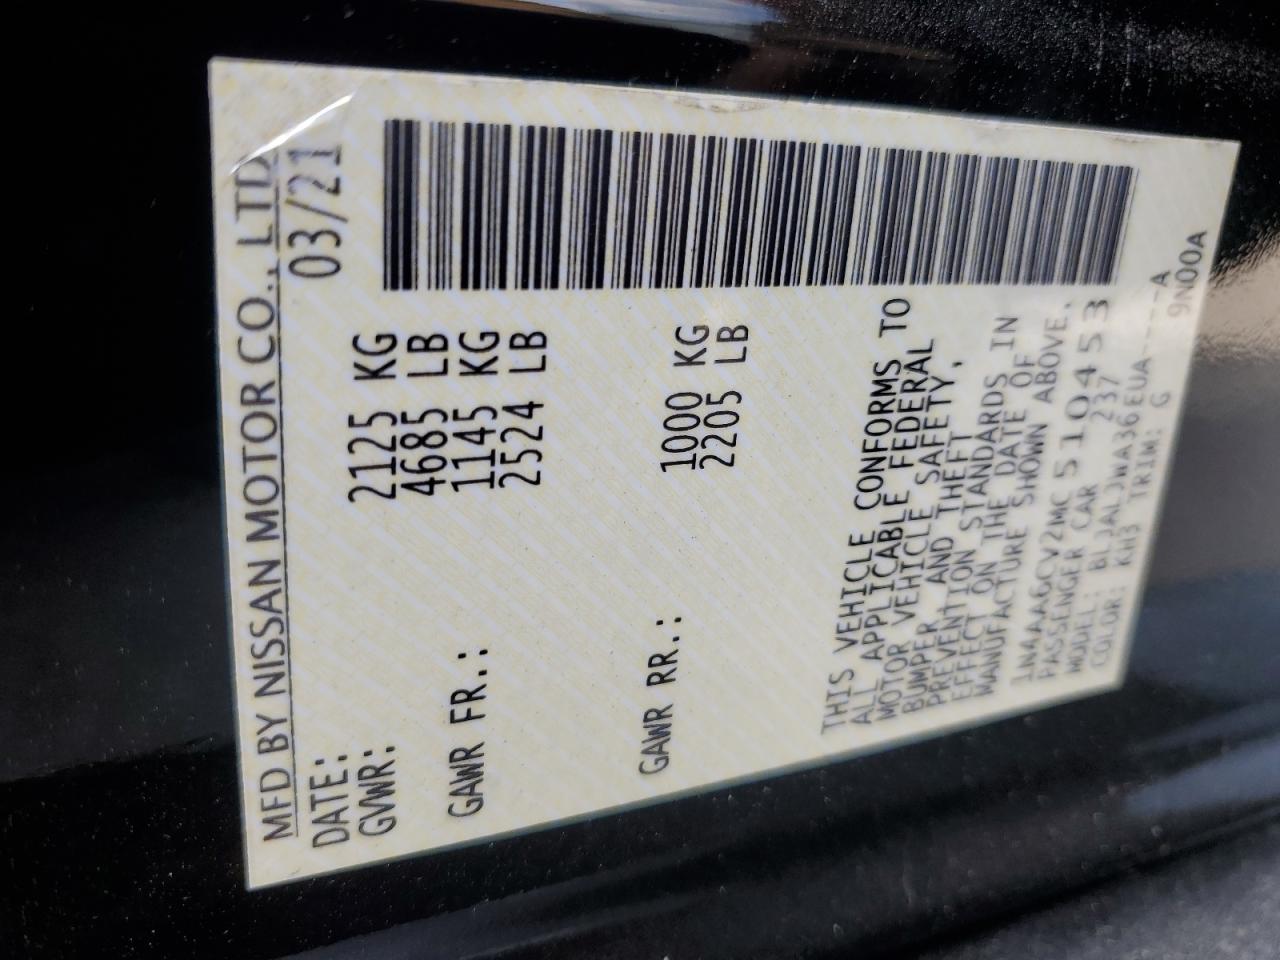 MFD BY NISSAN MOTOR CO., LTD
DATE: 03/21
GVWR: 2125 KG
4685 LB
GAWR FR.: 1145 KG
2524 LB
GAWR RR.: 1000 KG
2205 LB
THIS VEHICLE CONFORMS TO
ALL APPLICABLE FEDERAL
MOTOR VEHICLE SAFETY,
BUMPER AND THEFT
PREVENTION STANDARDS IN
EFFECT ON THE DATE OF
MANUFACTURE SHOWN ABOVE.
1N4AA6CV2MC510453
PASSENGER CAR 237
MODEL: BLJALJWA36EUA-----A
COLOR: KH3 TRIM: G
9N00A